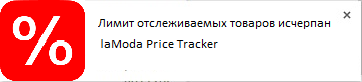 %
Лимит отслеживаемых товаров исчерпан
laModa Price Tracker